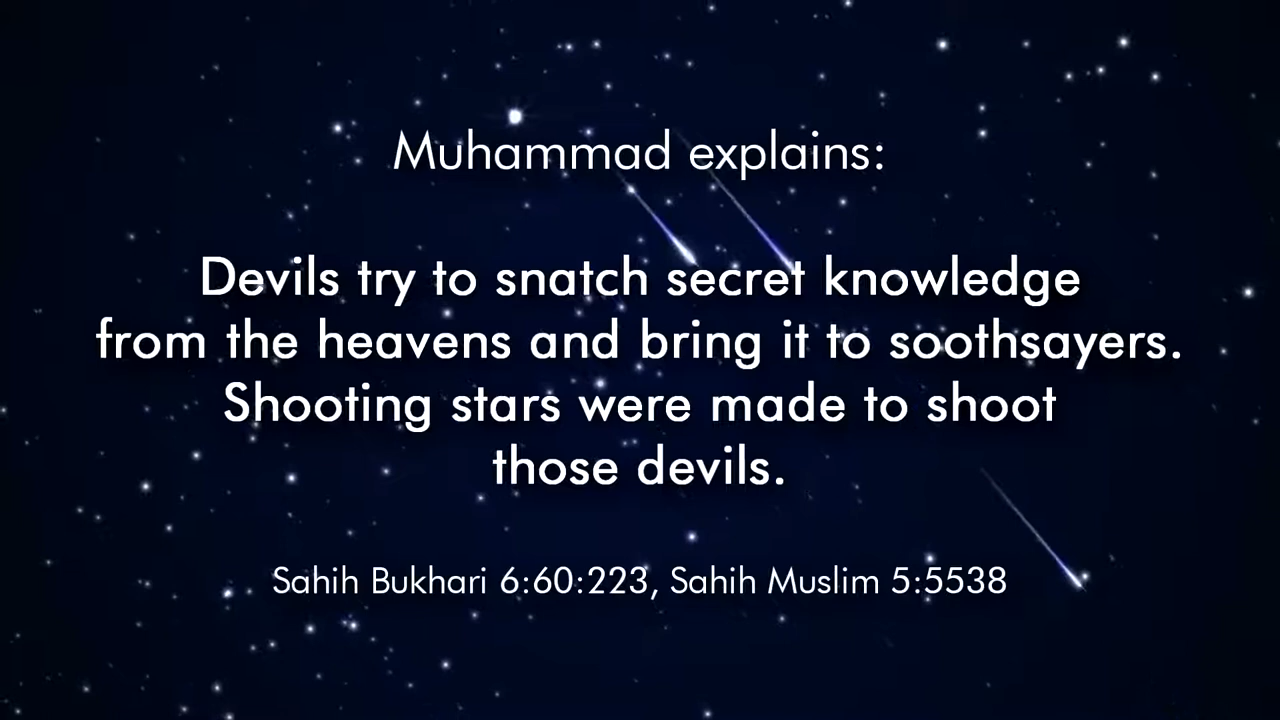 Muhammad explains:
Devils try to snatch secret knowledge
from the heavens and bring it to soothsayers.
Shooting stars were made to shoot
those devils.
Sahih Bukhari 6:60:223, Sahih Muslim 5:5538